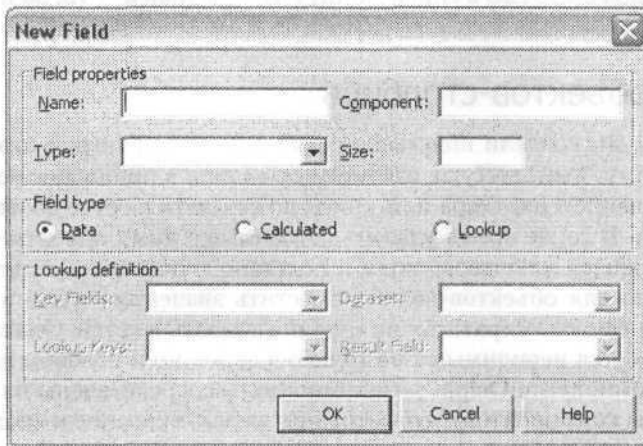 New Field
Field properties
Name: Component:
Type: Size:
Field type
Data Calculated Lookup
Lookup definition
Key Fields: Dataset:
Lookup Keys: Result Field:
OK Cancel Help